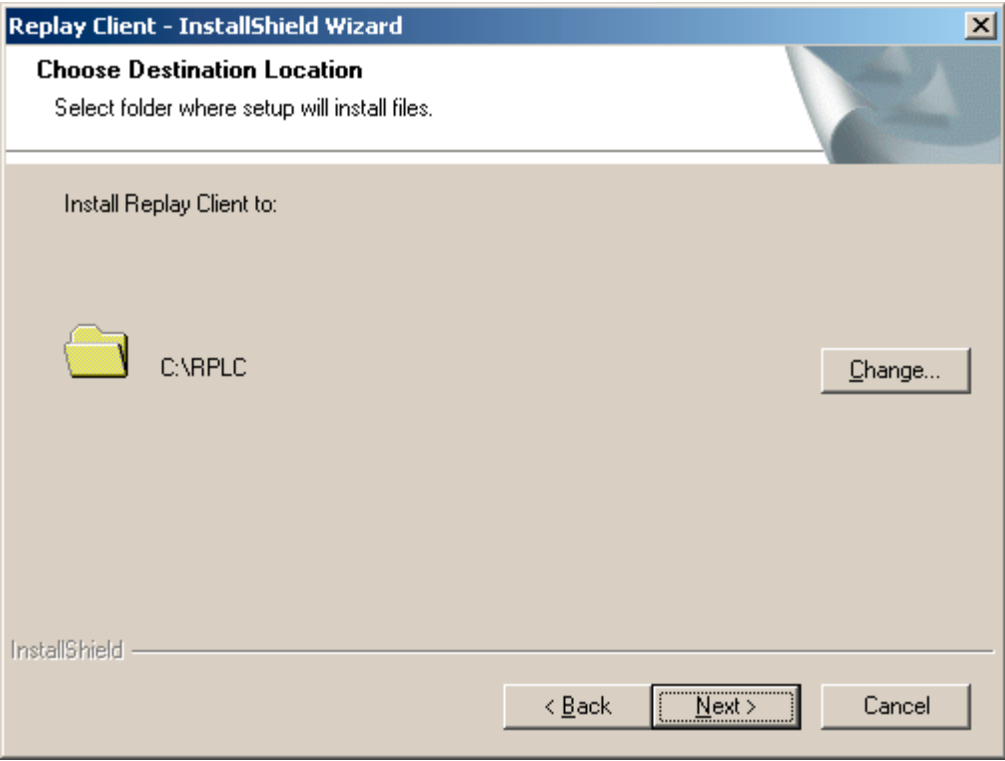 Replay Client - InstallShield Wizard
Choose Destination Location
Select folder where setup will install files.
Install Replay Client to:
C:\RPLC
Change...
InstallShield
< Back
Next >
Cancel